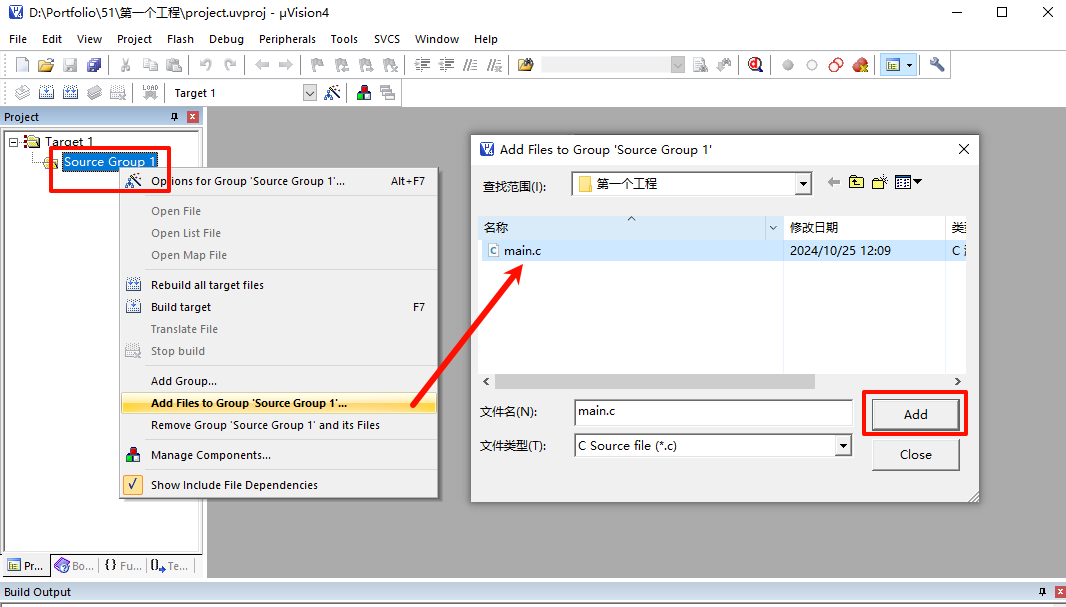 D:\Portfolio\51\第一个工程\project.uvproj - µVision4
File Edit View Project Flash Debug Peripherals Tools SVCS Window Help
LOAD
Target 1
Project
Target 1
Source Group 1
Options for Group 'Source Group 1'... Alt+F7
Open File
Open List File
Open Map File
Rebuild all target files
Build target F7
Translate File
Stop build
Add Group...
Add Files to Group 'Source Group 1'...
Remove Group 'Source Group 1' and its Files
Manage Components...
Show Include File Dependencies
Add Files to Group 'Source Group 1'
查找范围(I): 第一个工程
名称 修改日期 类
main.c 2024/10/25 12:09 C
文件名(N): main.c Add
文件类型(T): C Source file (*.c) Close
Pr... Bo... {} Fu... Te...
Build Output